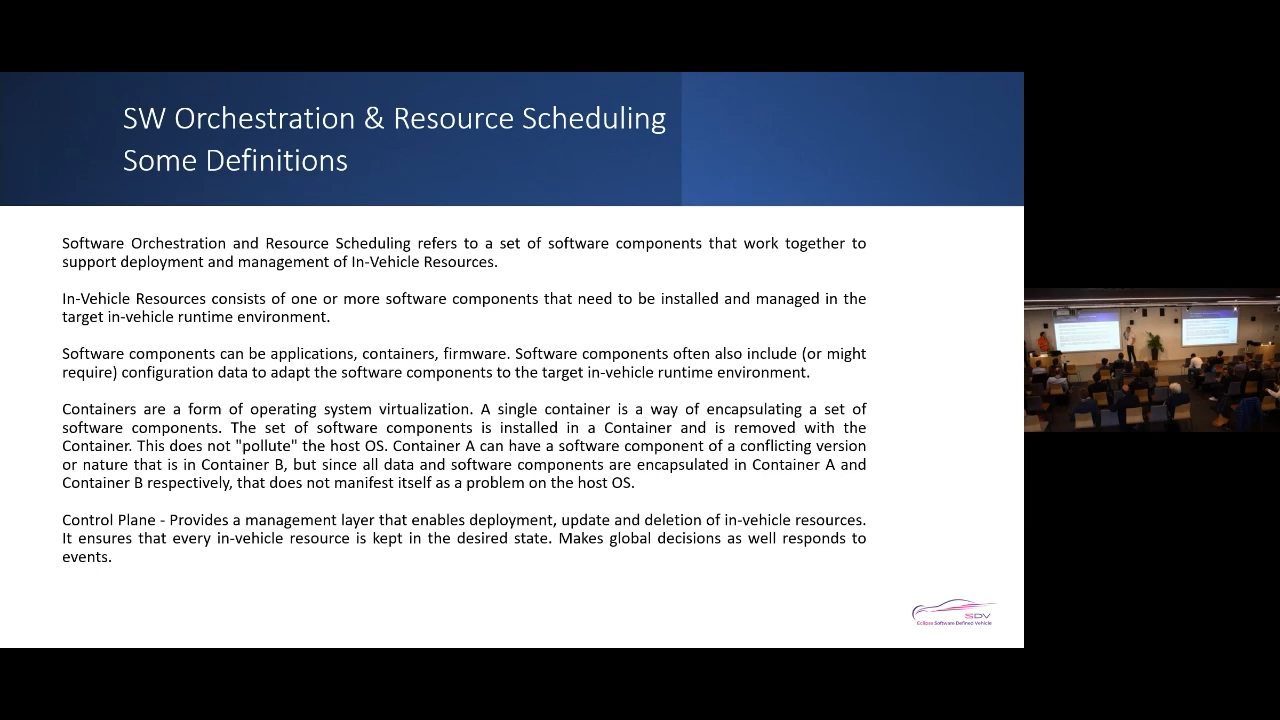 SW Orchestration & Resource Scheduling
Some Definitions
Software Orchestration and Resource Scheduling refers to a set of software components that work together to
support deployment and management of In-Vehicle Resources.
In-Vehicle Resources consists of one or more software components that need to be installed and managed in the
target in-vehicle runtime environment.
Software components can be applications, containers, firmware. Software components often also include (or might
require) configuration data to adapt the software components to the target in-vehicle runtime environment.
Containers are a form of operating system virtualization. A single container is a way of encapsulating a set of
software components. The set of software components is installed in a Container and is removed with the
Container. This does not "pollute" the host OS. Container A can have a software component of a conflicting version
or nature that is in Container B, but since all data and software components are encapsulated in Container A and
Container B respectively, that does not manifest itself as a problem on the host OS.
Control Plane - Provides a management layer that enables deployment, update and deletion of in-vehicle resources.
It ensures that every in-vehicle resource is kept in the desired state. Makes global decisions as well responds to
events.
SDV
Eclipse Software Defined Vehicle